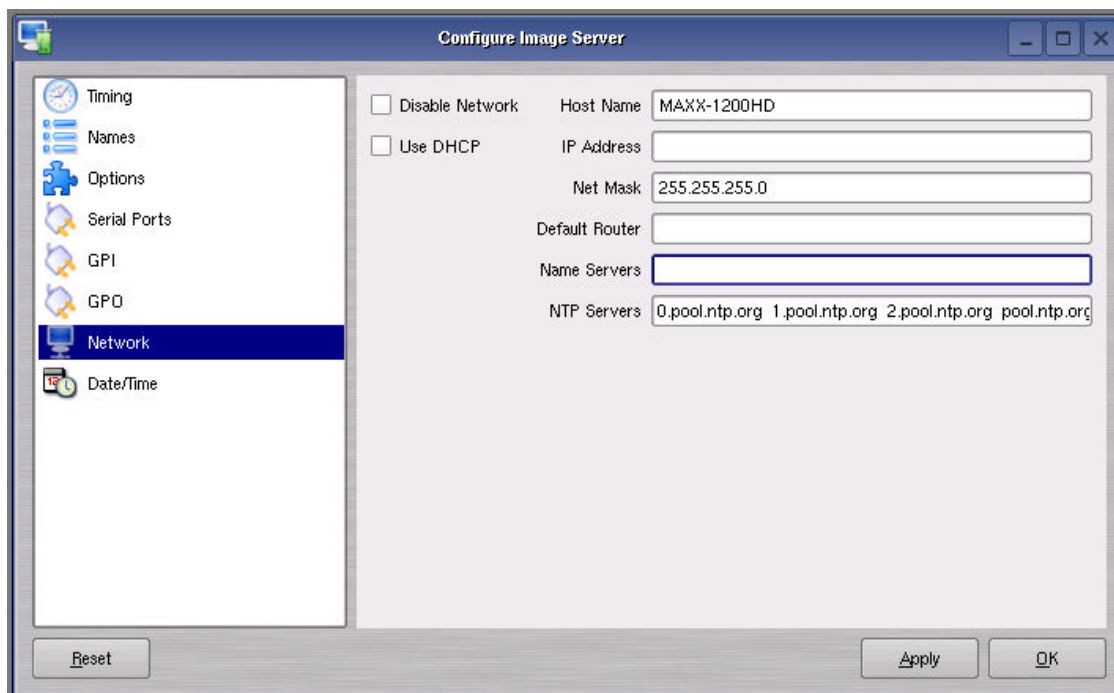 Configure Image Server
Timing
Names
Options
Serial Ports
GPI
GPO
Network
Date/Time
Disable Network Host Name MAXX-1200HD
Use DHCP IP Address
Net Mask 255.255.255.0
Default Router
Name Servers
NTP Servers 0.pool.ntp.org 1.pool.ntp.org 2.pool.ntp.org pool.ntp.org
Reset Apply OK